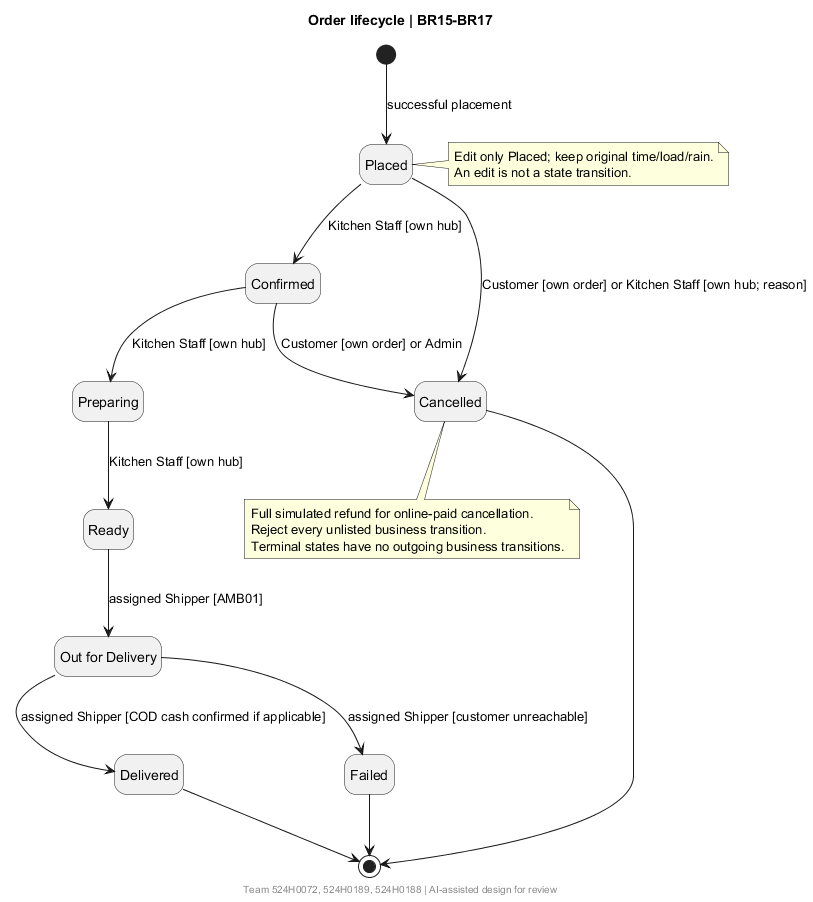 Order lifecycle | BR15-BR17
successful placement
Placed
Edit only Placed; keep original time/load/rain.
An edit is not a state transition.
Kitchen Staff [own hub]
Confirmed
Customer [own order] or Kitchen Staff [own hub; reason]
Kitchen Staff [own hub]
Customer [own order] or Admin
Preparing
Cancelled
Kitchen Staff [own hub]
Full simulated refund for online-paid cancellation.
Reject every unlisted business transition.
Terminal states have no outgoing business transitions.
Ready
assigned Shipper [AMB01]
Out for Delivery
assigned Shipper [COD cash confirmed if applicable]
assigned Shipper [customer unreachable]
Delivered
Failed
Team 524H0072, 524H0189, 524H0188 | AI-assisted design for review